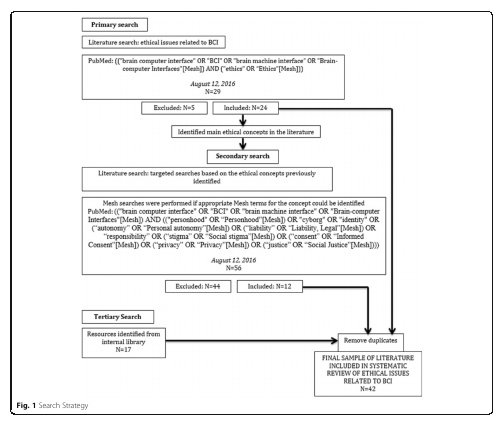 Primary search
Literature search: ethical issues related to BCI
PubMed: (("brain computer interface" OR "BCI" OR "brain machine interface" OR "Brain-
computer Interfaces"[Mesh]) AND ("ethics" OR "Ethics"[Mesh]))
August 12, 2016
N=29
Excluded: N=5
Included: N=24
Identified main ethical concepts in the literature
Secondary search
Literature search: targeted searches based on the ethical concepts previously
identified
Mesh searches were performed if appropriate Mesh terms for the concept could be identified
PubMed: (("brain computer interface" OR "BCI" OR "brain machine interface" OR "Brain-computer
Interfaces"[Mesh]) AND (("personhood" OR "Personhood"[Mesh]) OR "cyborg" OR "identity" OR
("autonomy" OR "Personal autonomy"[Mesh]) OR ("liability" OR "Liability, Legal"[Mesh]) OR
"responsibility" OR ("stigma" OR "Social stigma"[Mesh]) OR ("consent" OR "Informed
Consent"[Mesh]) OR ("privacy" OR "Privacy"[Mesh]) OR ("justice" OR "Social Justice"[Mesh])))
August 12, 2016
N=56
Excluded: N=44
Included: N=12
Tertiary Search
Resources identified from
internal library
N=17
Remove duplicates
FINAL SAMPLE OF LITERATURE
INCLUDED IN SYSTEMATIC
REVIEW OF ETHICAL ISSUES
RELATED TO BCI
N=42
Fig. 1 Search Strategy